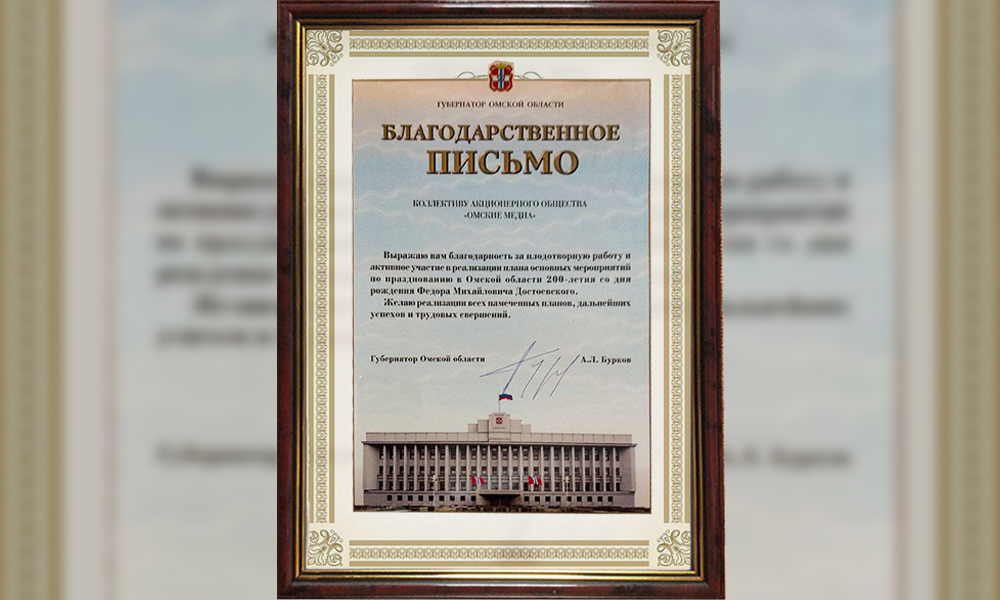 ГУБЕРНАТОР ОМСКОЙ ОБЛАСТИ
БЛАГОДАРСТВЕННОЕ
ПИСЬМО
КОЛЛЕКТИВУ АКЦИОНЕРНОГО ОБЩЕСТВА
«ОМСКИЕ МЕДИА»
Выражаю вам благодарность за плодотворную работу и
активное участие в реализации плана основных мероприятий
по празднованию в Омской области 200-летия со дня
рождения Федора Михайловича Достоевского.
Желаю реализации всех намеченных планов, дальнейших
успехов и трудовых свершений.
Губернатор Омской области А.Л. Бурков